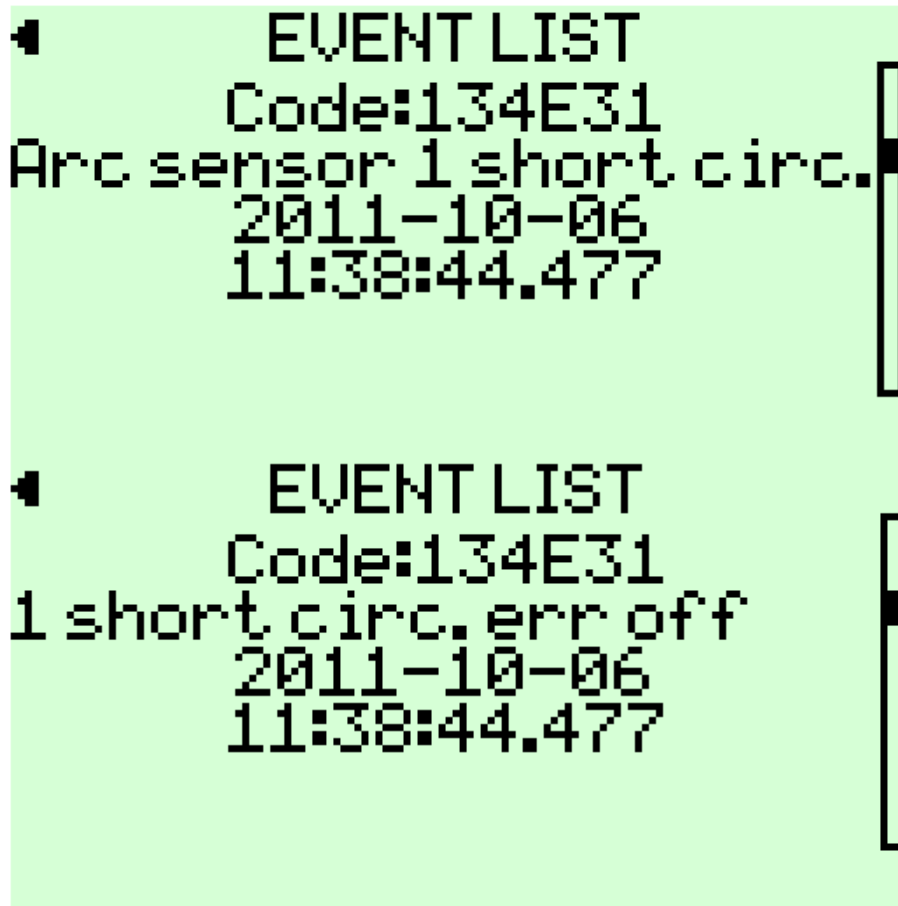 EVENT LIST
Code:134E31
Arc sensor 1 short circ.
2011-10-06
11:38:44.477
EVENT LIST
Code:134E31
1 short circ. err off
2011-10-06
11:38:44.477